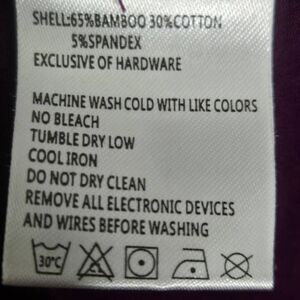 SHELL:65%BAMBOO 30%COTTON
5%SPANDEX
EXCLUSIVE OF HARDWARE
MACHINE WASH COLD WITH LIKE COLORS
NO BLEACH
TUMBLE DRY LOW
COOL IRON
DO NOT DRY CLEAN
REMOVE ALL ELECTRONIC DEVICES
AND WIRES BEFORE WASHING
30°C